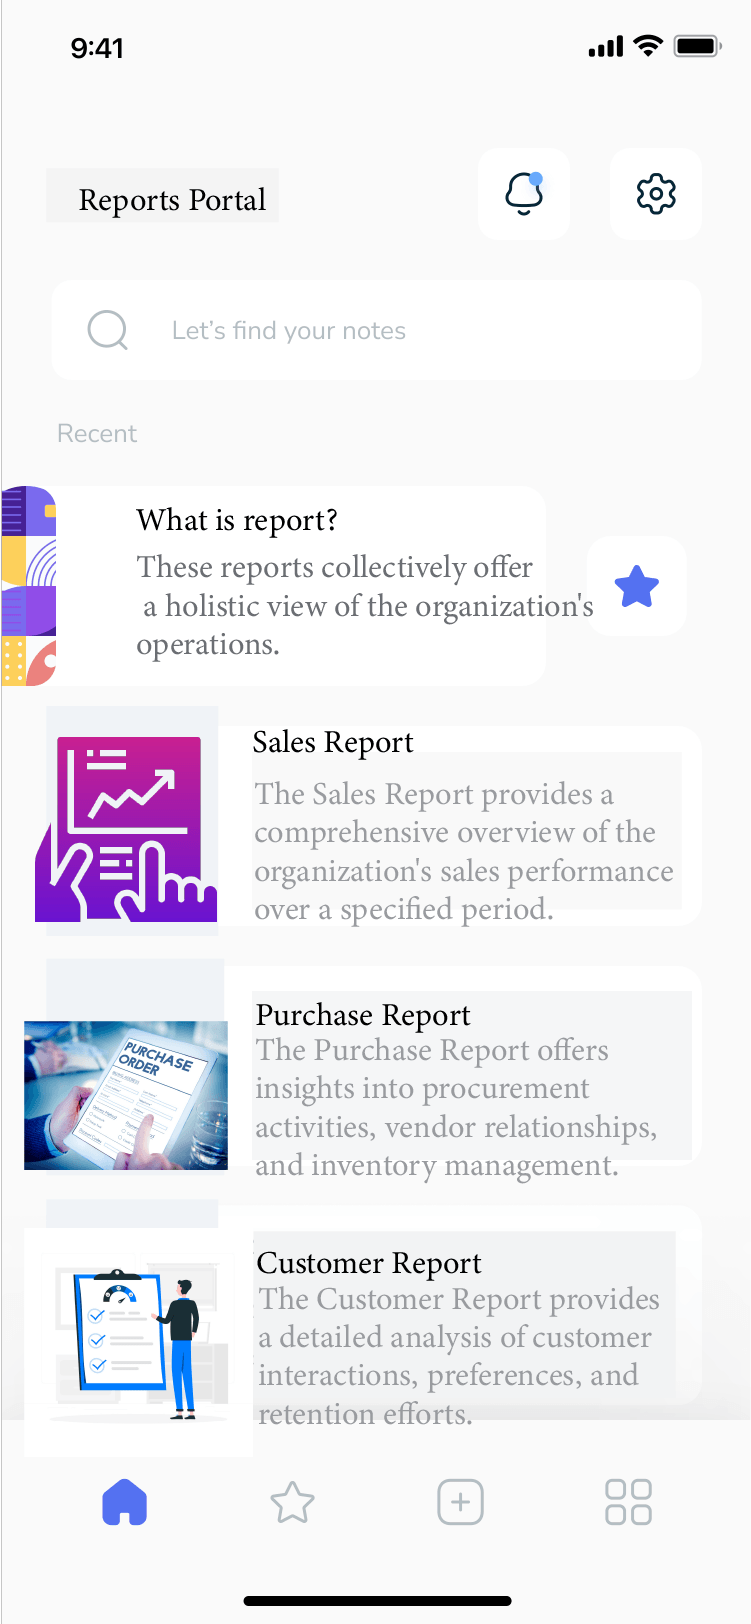 9:41
Reports Portal
Let's find your notes
Recent
What is report?
These reports collectively offer
a holistic view of the organization's
operations.
Sales Report
The Sales Report provides a
comprehensive overview of the
organization's sales performance
over a specified period.
PURCHASE
ORDER
Purchase Report
The Purchase Report offers
insights into procurement
activities, vendor relationships,
and inventory management.
Customer Report
The Customer Report provides
a detailed analysis of customer
interactions, preferences, and
retention efforts.